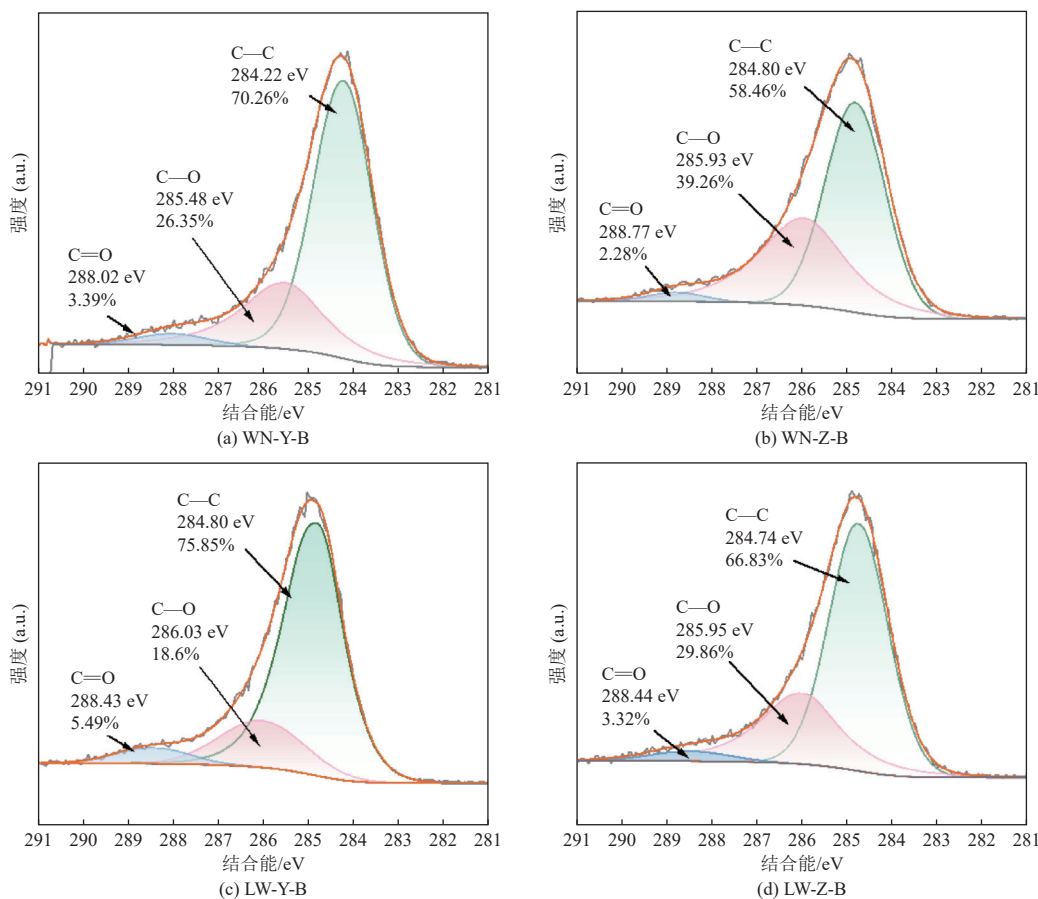 C—C
284.22 eV
70.26%
C—O
285.48 eV
26.35%
C=O
288.02 eV
3.39%
强度 (a.u.)
291 290 289 288 287 286 285 284 283 282 281
结合能/eV
(a) WN-Y-B
C—C
284.80 eV
58.46%
C—O
285.93 eV
39.26%
C=O
288.77 eV
2.28%
强度 (a.u.)
291 290 289 288 287 286 285 284 283 282 281
结合能/eV
(b) WN-Z-B
C—C
284.80 eV
75.85%
C—O
286.03 eV
18.6%
C=O
288.43 eV
5.49%
强度 (a.u.)
291 290 289 288 287 286 285 284 283 282 281
结合能/eV
(c) LW-Y-B
C—C
284.74 eV
66.83%
C—O
285.95 eV
29.86%
C=O
288.44 eV
3.32%
强度 (a.u.)
291 290 289 288 287 286 285 284 283 282 281
结合能/eV
(d) LW-Z-B